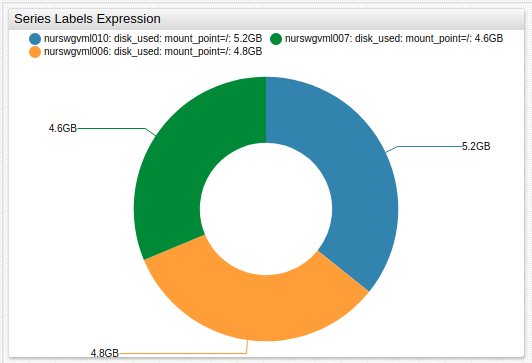 Series Labels Expression
nurswgvml010: disk_used: mount_point=/: 5.2GB nurswgvml007: disk_used: mount_point=/: 4.6GB
nurswgvml006: disk_used: mount_point=/: 4.8GB
4.6GB
5.2GB
4.8GB